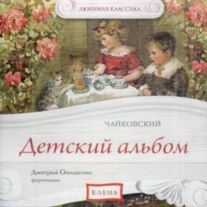 ЛЮБИМАЯ КЛАССИКА
ЧАЙКОВСКИЙ
Детский альбом
Дмитрий Онищенко
фортепиано
ЕЛЕНА